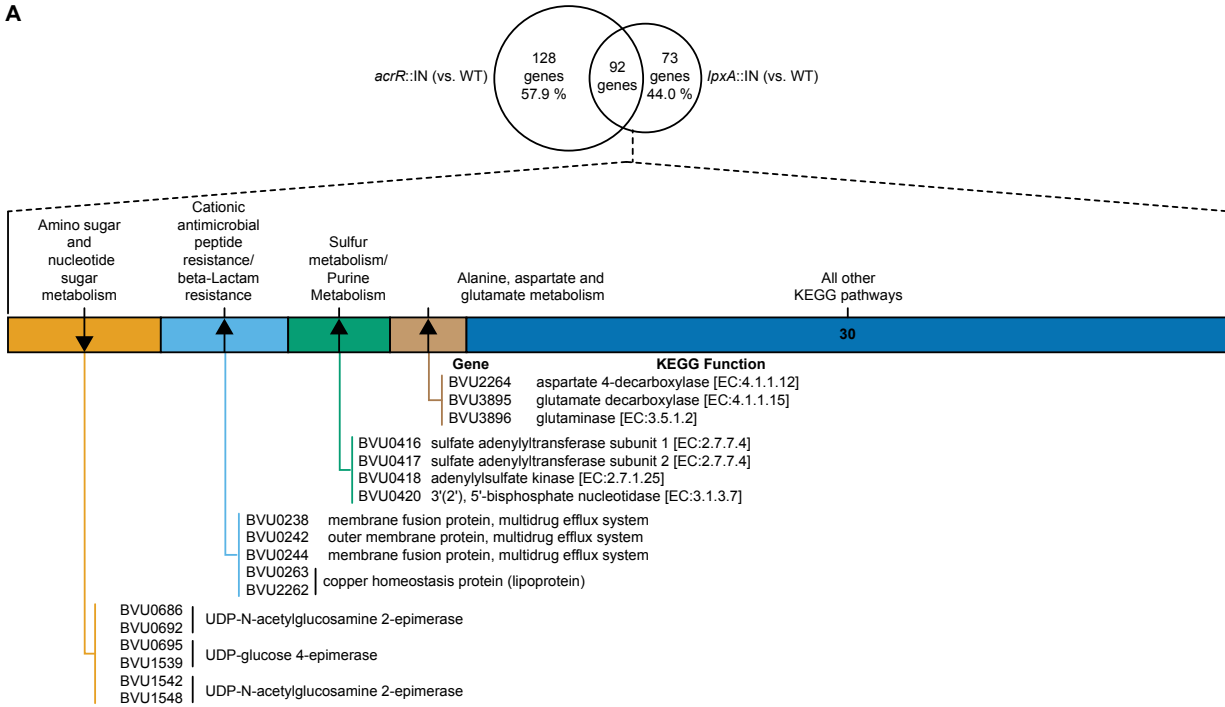 A
acrR::IN (vs. WT)
128
genes
57.9 %
92
genes
73
genes
44.0 %
lpxA::IN (vs. WT)
Amino sugar
and
nucleotide
sugar
metabolism
Cationic
antimicrobial
peptide
resistance/
beta-Lactam
resistance
Sulfur
metabolism/
Purine
Metabolism
Alanine, aspartate and
glutamate metabolism
All other
KEGG pathways
30
Gene KEGG Function
BVU2264 aspartate 4-decarboxylase [EC:4.1.1.12]
BVU3895 glutamate decarboxylase [EC:4.1.1.15]
BVU3896 glutaminase [EC:3.5.1.2]
BVU0416 sulfate adenylyltransferase subunit 1 [EC:2.7.7.4]
BVU0417 sulfate adenylyltransferase subunit 2 [EC:2.7.7.4]
BVU0418 adenylylsulfate kinase [EC:2.7.1.25]
BVU0420 3'(2'), 5'-bisphosphate nucleotidase [EC:3.1.3.7]
BVU0238 membrane fusion protein, multidrug efflux system
BVU0242 outer membrane protein, multidrug efflux system
BVU0244 membrane fusion protein, multidrug efflux system
BVU0263
BVU2262
copper homeostasis protein (lipoprotein)
BVU0686
BVU0692
UDP-N-acetylglucosamine 2-epimerase
BVU0695
BVU1539
UDP-glucose 4-epimerase
BVU1542
BVU1548
UDP-N-acetylglucosamine 2-epimerase